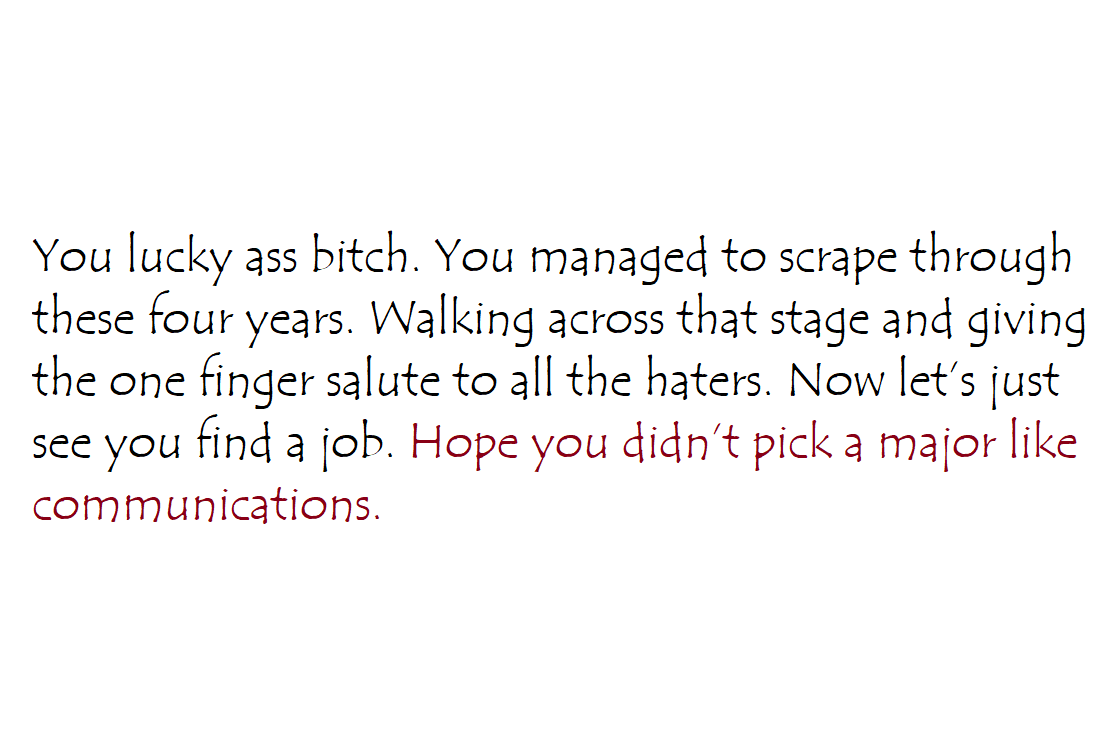 You lucky ass bitch. You managed to scrape through
these four years. Walking across that stage and giving
the one finger salute to all the haters. Now let’s just
see you find a job. Hope you didn’t pick a major like
communications.